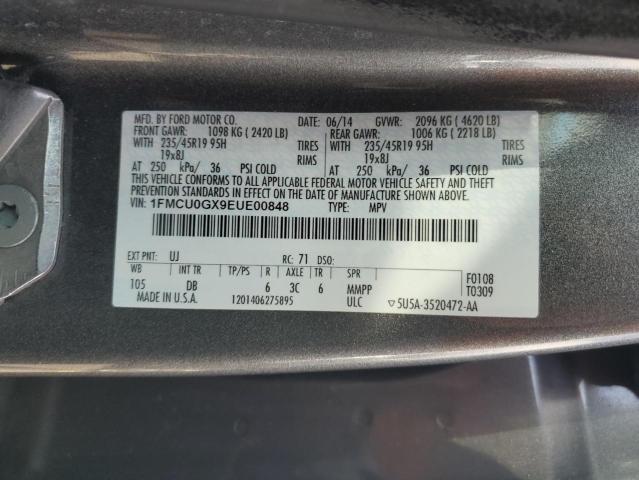 MFD. BY FORD MOTOR CO. 06/14 GVWR: 2096 KG ( 4620 LB)
FRONT GAWR: 1098 KG ( 2420 LB) REAR GAWR: 1006 KG ( 2218 LB)
WITH 235/45R19 95H TIRES WITH 235/45R19 95H TIRES
19x8J RIMS 19x8J RIMS
AT 250 kPa/ 36 PSI COLD AT 250 kPa/ 36 PSI COLD
THIS VEHICLE CONFORMS TO ALL APPLICABLE FEDERAL MOTOR VEHICLE SAFETY AND THEFT
PREVENTION STANDARDS IN EFFECT ON THE DATE OF MANUFACTURE SHOWN ABOVE.
VIN: 1FMCU0GX9EUE00848 TYPE: MPV
EXT PNT: UJ RC: 71 DSO:
WB INT TR TP/PS R AXLE TR SPR F0108
105 DB 6 3C 6 MMPP T0309
MADE IN U.S.A. 1201406275895 ULC ▽5U5A-3520472-AA